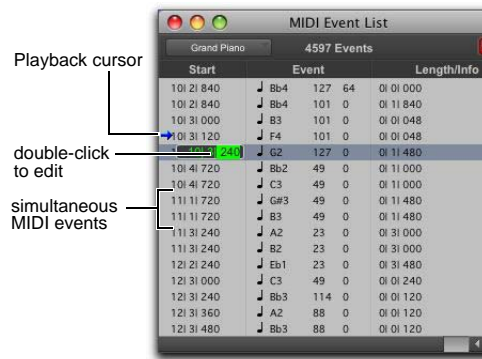 MIDI Event List
Grand Piano 4597 Events
Start Event Length/Info
10| 2| 840 Bb4 127 64 0| 0| 000
10| 2| 840 Bb4 101 0 0| 1| 840
10| 3| 000 B3 101 0 0| 0| 048
10| 3| 120 F4 101 0 0| 0| 048
240 G2 127 0 0| 1| 480
10| 4| 720 Bb2 49 0 0| 1| 000
10| 4| 720 C3 49 0 0| 1| 000
11| 1| 720 G#3 49 0 0| 1| 480
11| 1| 720 B3 49 0 0| 1| 480
11| 3| 240 A2 23 0 0| 3| 000
11| 3| 240 B2 23 0 0| 3| 000
12| 2| 240 Eb1 23 0 0| 3| 480
12| 3| 000 C3 49 0 0| 0| 240
12| 3| 240 Bb3 114 0 0| 0| 120
12| 3| 360 A2 88 0 0| 0| 120
12| 3| 480 Bb3 88 0 0| 0| 120
Playback cursor
double-click
to edit
simultaneous
MIDI events